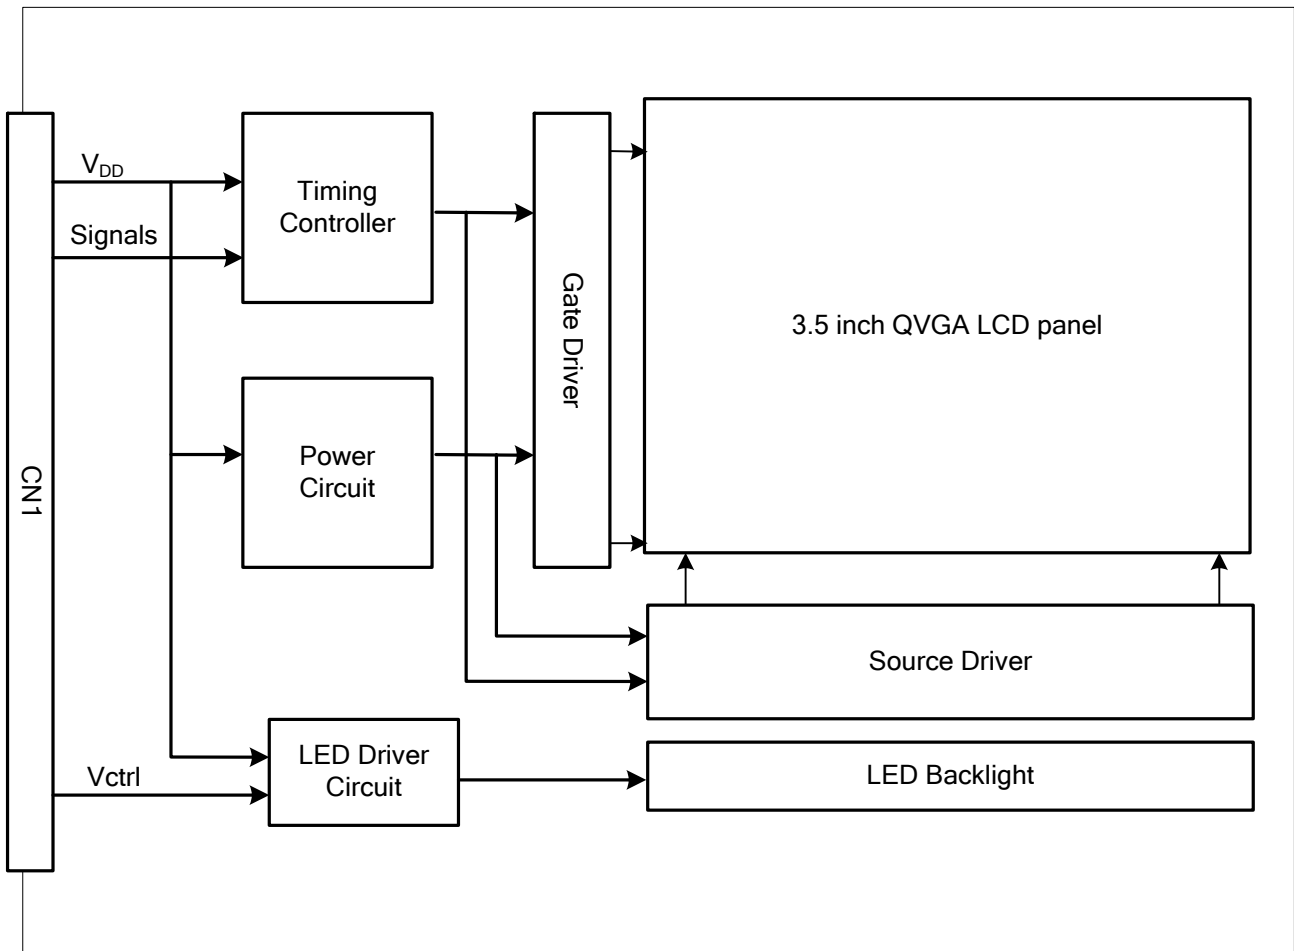 V_DD
Signals
Timing
Controller
Gate Driver
3.5 inch QVGA LCD panel
CN1
Power
Circuit
Source Driver
LED Driver
Circuit
Vctrl
LED Backlight